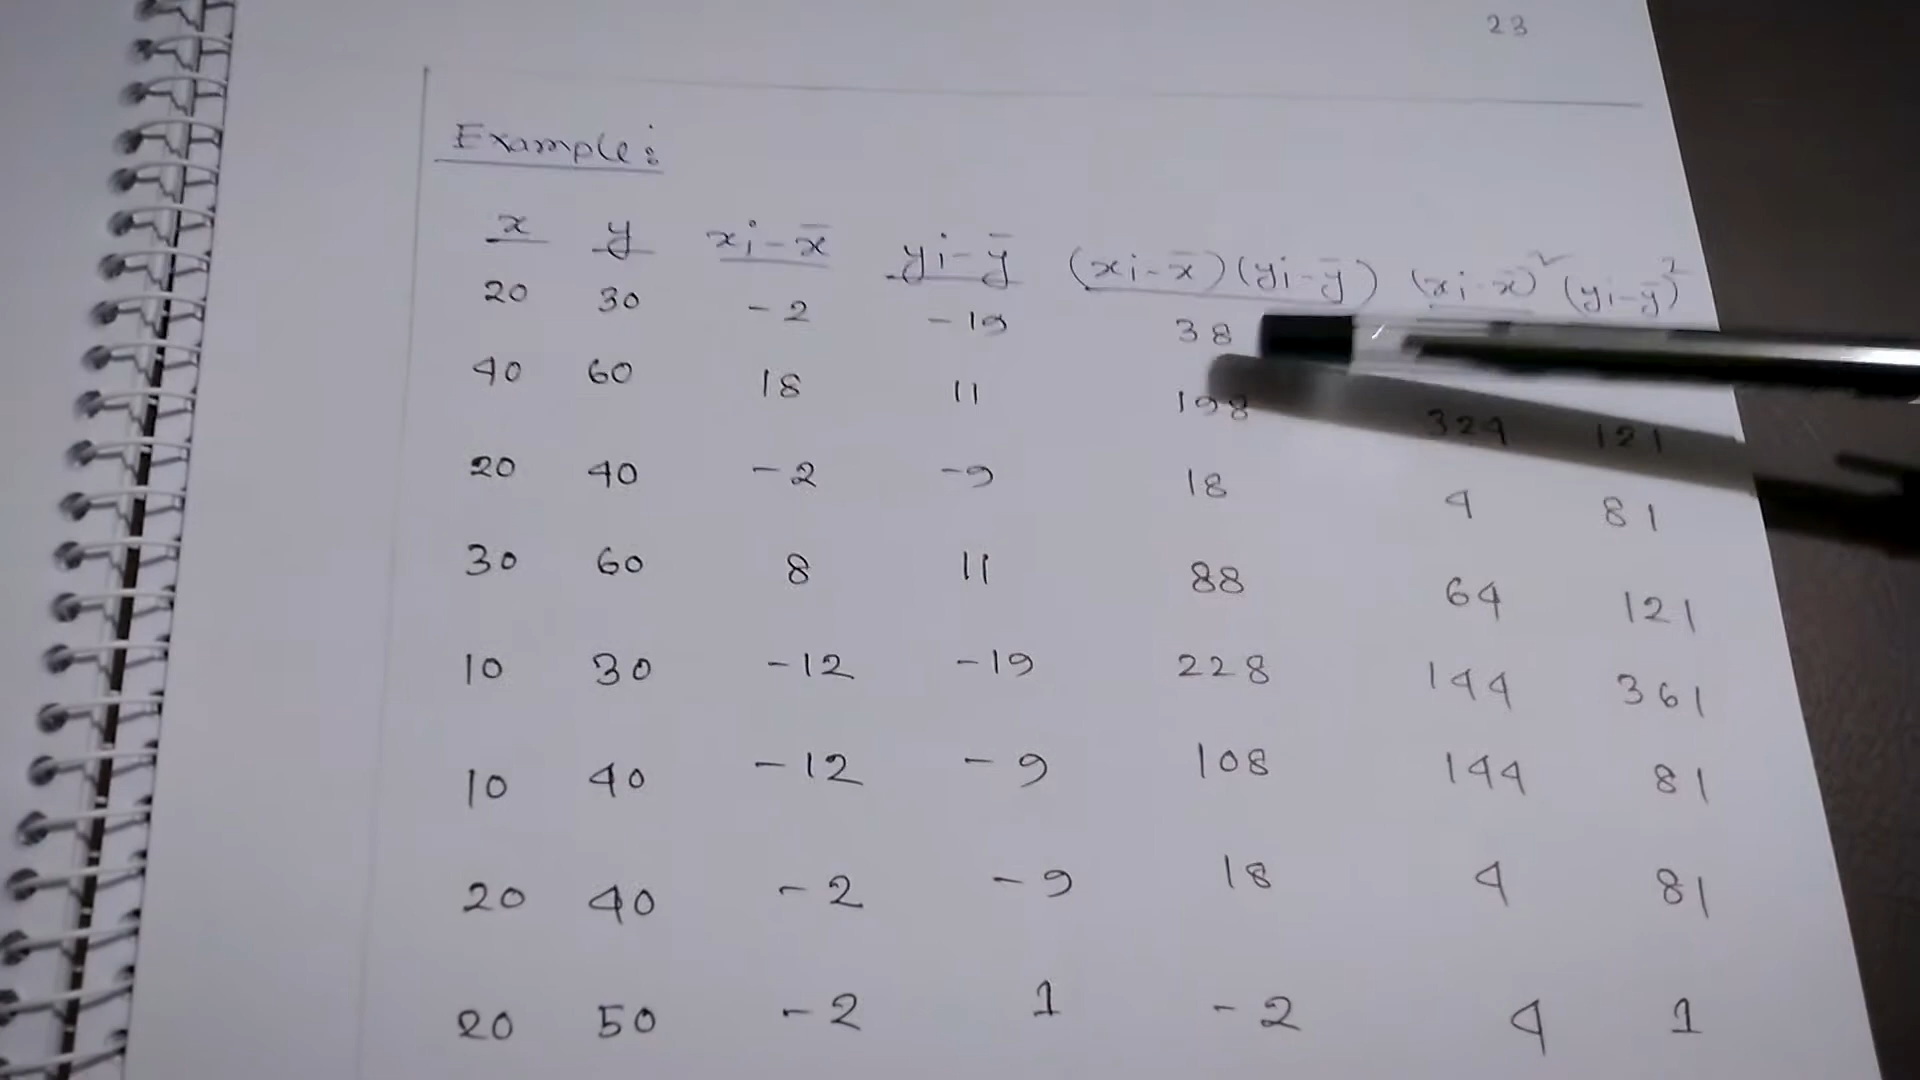 23
Example:
x y xi-x̄ yi-ȳ (xi-x̄)(yi-ȳ) (xi-x̄)² (yi-ȳ)²
20 30 -2 -19 38
40 60 18 11 198 324 121
20 40 -2 -9 18 4 81
30 60 8 11 88 64 121
10 30 -12 -19 228 144 361
10 40 -12 -9 108 144 81
20 40 -2 -9 18 4 81
20 50 -2 1 -2 4 1